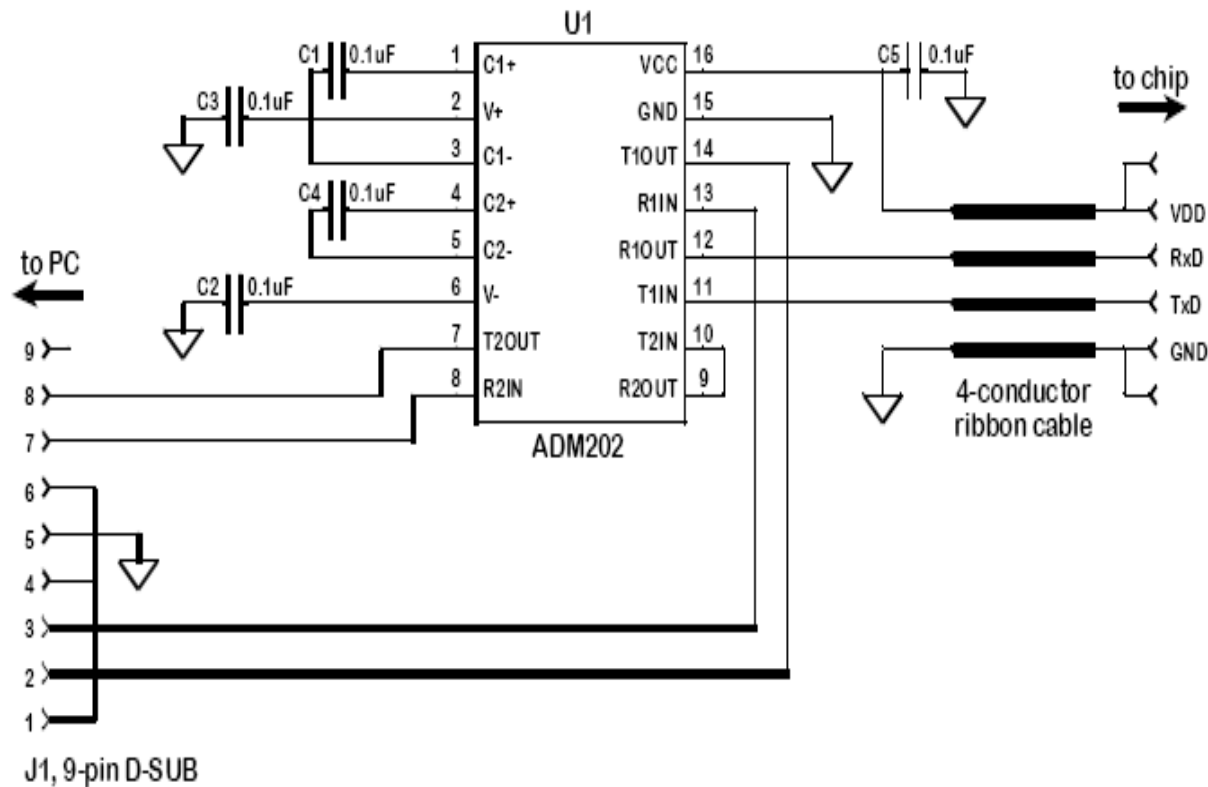 U1
C1 0.1uF
1 C1+ VCC 16
C5 0.1uF
to chip
C3 0.1uF
2 V+ GND 15
3 C1- T1OUT 14
C4 0.1uF
4 C2+ R1IN 13
VDD
5 C2- R1OUT 12
RxD
to PC
C2 0.1uF
6 V- T1IN 11
TxD
7 T2OUT T2IN 10
GND
8 R2IN R2OUT 9
4-conductor
ribbon cable
ADM202
9
8
7
6
5
4
3
2
1
J1, 9-pin D-SUB